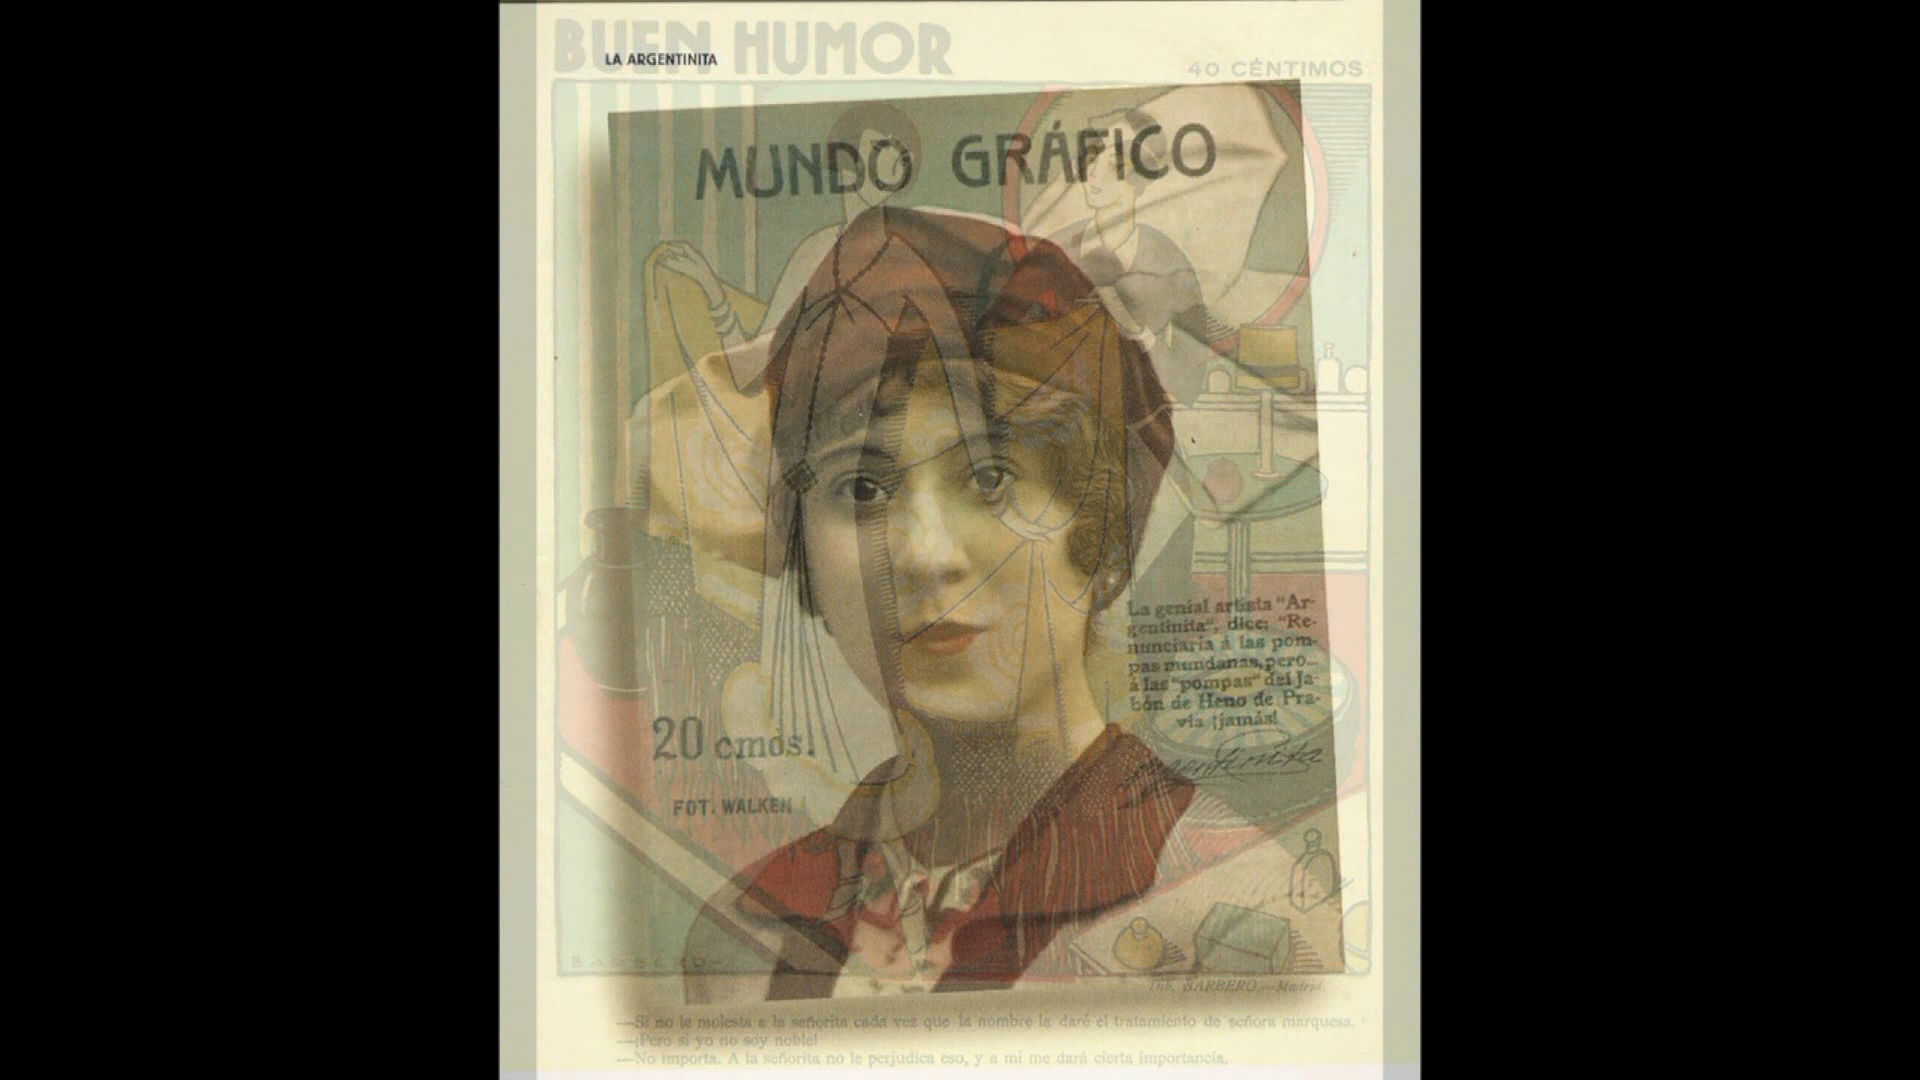 BUEN HUMOR
LA ARGENTINITA
40 CÉNTIMOS
MUNDO GRÁFICO
La genial artista "Ar-
gentinita", dice: "Re-
nunciaría á las pom-
pas mundanas, pero...
á las "pompas" del Ja-
bón de Heno de Pra-
via ¡jamás!
20 cmos.
FOT. WALKEN
BARBERO
Dib. BARBERO.—Madrid.
—Si no le molesta a la señorita cada vez que la nombre la daré el tratamiento de señora marquesa.
—¡Pero si yo no soy noble!
—No importa. A la señorita no le perjudica eso, y a mí me dará cierta importancia.